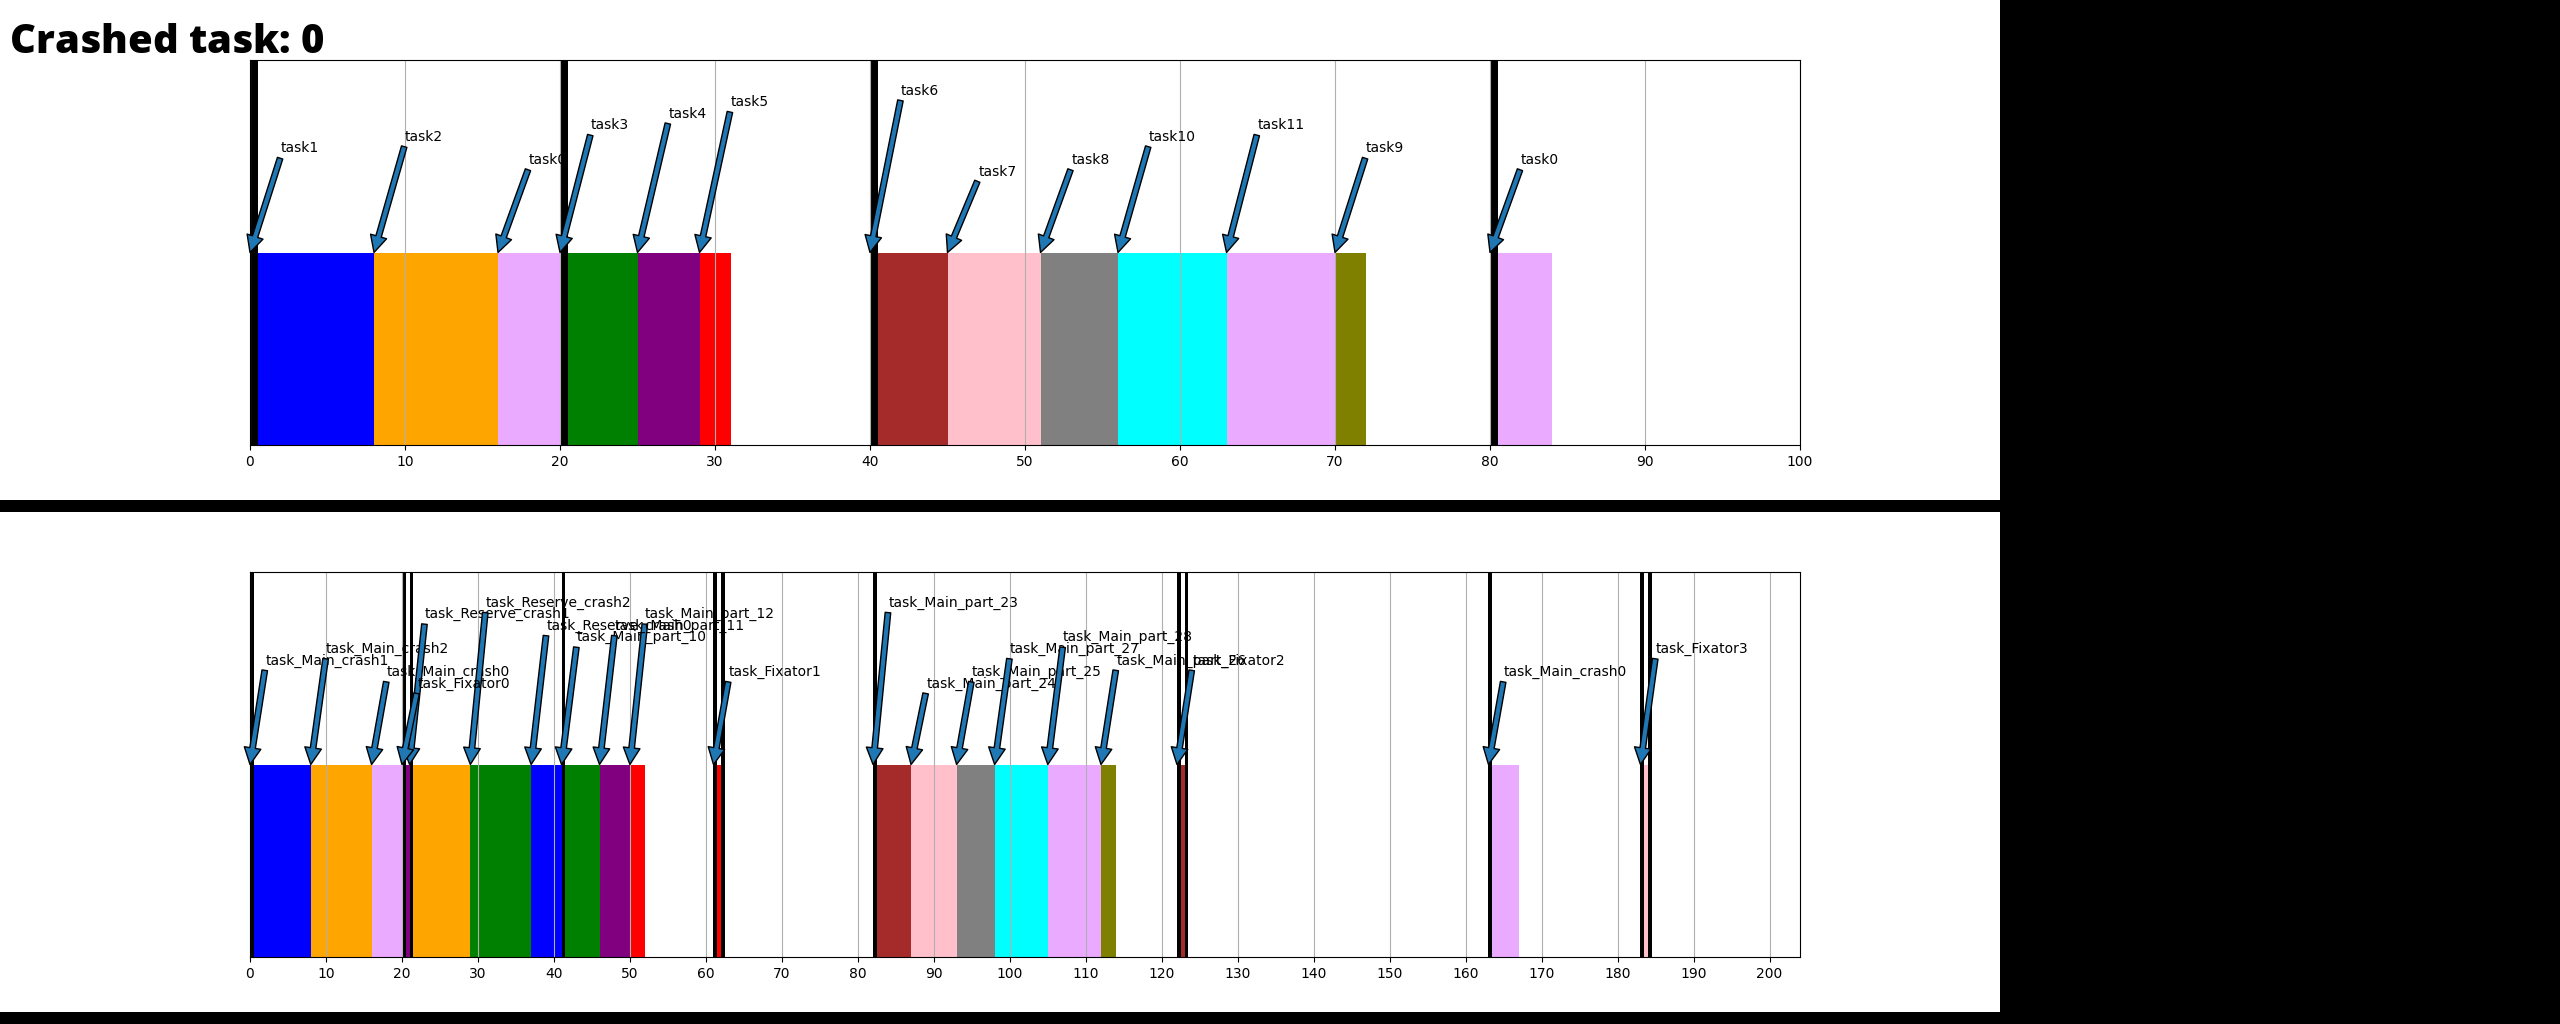 Crashed task: 0
task6
task5
task4
task3
task11
task2
task10
task1
task9
task0
task8
task0
task7
0 10 20 30 40 50 60 70 80 90 100
task_Reserve_crash2
task_Main_part_23
task_Reserve_crash1
task_Main_part_12
task_Reserve_crash0
task_Main_part_11
task_Main_part_10
task_Main_part_28
task_Main_crash2
task_Main_part_27
task_Fixator3
task_Main_crash1
task_Main_part_26
task_Fixator2
task_Main_crash0
task_Fixator1
task_Main_part_25
task_Main_crash0
task_Fixator0
task_Main_part_24
0 10 20 30 40 50 60 70 80 90 100 110 120 130 140 150 160 170 180 190 200